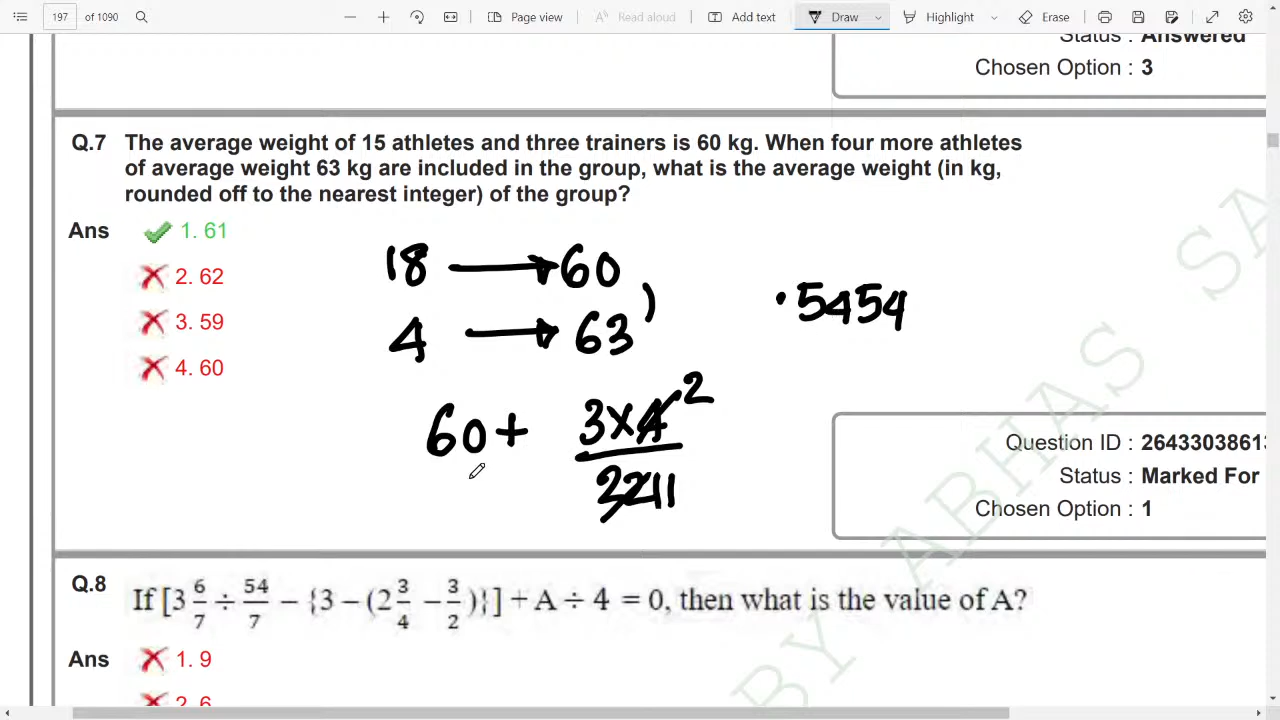 197 of 1090 Page view Read aloud Add text Draw Highlight Erase
Status : Answered
Chosen Option : 3
Q.7 The average weight of 15 athletes and three trainers is 60 kg. When four more athletes
of average weight 63 kg are included in the group, what is the average weight (in kg,
rounded off to the nearest integer) of the group?
Ans 1. 61
2. 62
3. 59
4. 60
18 → 60
4 → 63 )
.5454
60 + 3×4 2
22 11
Question ID : 26433038613
Status : Marked For
Chosen Option : 1
Q.8 If [3 6/7 ÷ 54/7 − {3 − (2 3/4 − 3/2)}] + A ÷ 4 = 0, then what is the value of A?
Ans 1. 9
2. 6
BY ABHAS SA